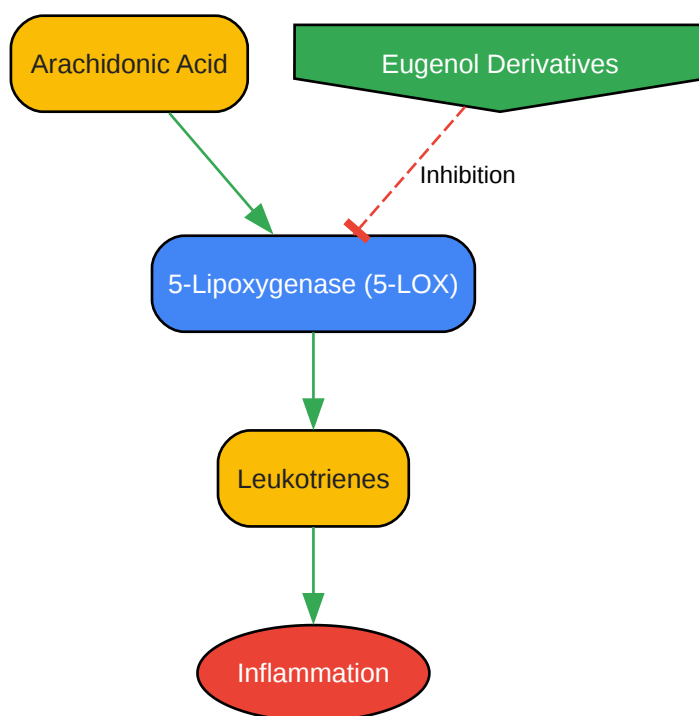 Arachidonic Acid
Eugenol Derivatives
Inhibition
5-Lipoxygenase (5-LOX)
Leukotrienes
Inflammation